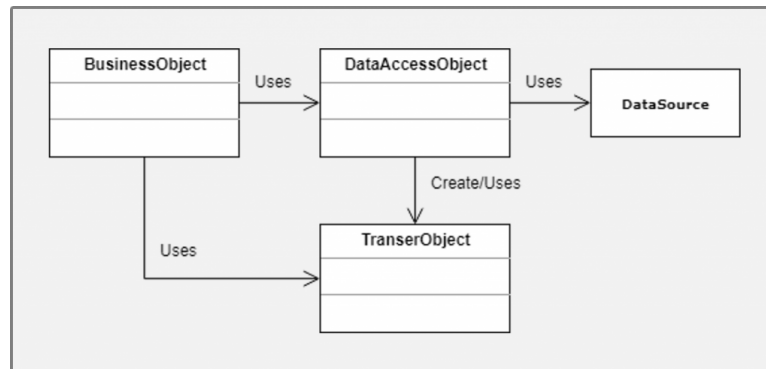 BusinessObject
Uses
DataAccessObject
Uses
DataSource
Create/Uses
Uses
TranserObject